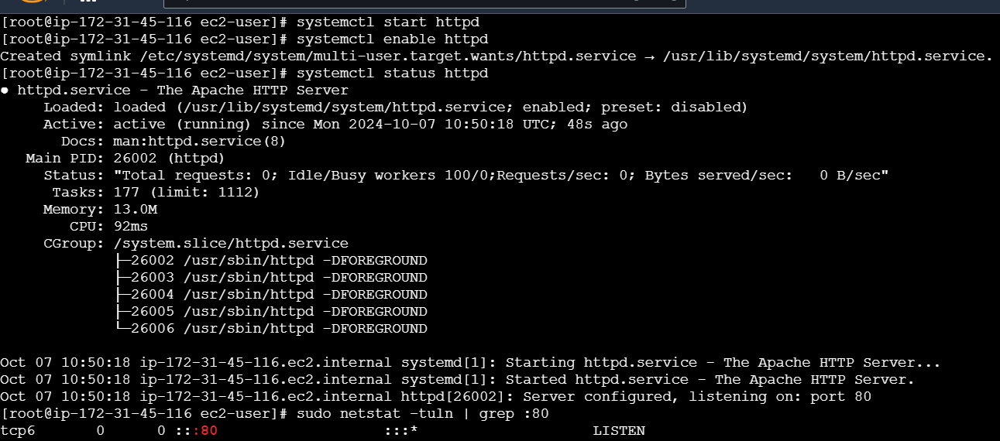 [root@ip-172-31-45-116 ec2-user]# systemctl start httpd
[root@ip-172-31-45-116 ec2-user]# systemctl enable httpd
Created symlink /etc/systemd/system/multi-user.target.wants/httpd.service → /usr/lib/systemd/system/httpd.service.
[root@ip-172-31-45-116 ec2-user]# systemctl status httpd
● httpd.service - The Apache HTTP Server
     Loaded: loaded (/usr/lib/systemd/system/httpd.service; enabled; preset: disabled)
     Active: active (running) since Mon 2024-10-07 10:50:18 UTC; 48s ago
       Docs: man:httpd.service(8)
   Main PID: 26002 (httpd)
     Status: "Total requests: 0; Idle/Busy workers 100/0;Requests/sec: 0; Bytes served/sec:   0 B/sec"
      Tasks: 177 (limit: 1112)
     Memory: 13.0M
        CPU: 92ms
     CGroup: /system.slice/httpd.service
             ├─26002 /usr/sbin/httpd -DFOREGROUND
             ├─26003 /usr/sbin/httpd -DFOREGROUND
             ├─26004 /usr/sbin/httpd -DFOREGROUND
             ├─26005 /usr/sbin/httpd -DFOREGROUND
             └─26006 /usr/sbin/httpd -DFOREGROUND
Oct 07 10:50:18 ip-172-31-45-116.ec2.internal systemd[1]: Starting httpd.service - The Apache HTTP Server...
Oct 07 10:50:18 ip-172-31-45-116.ec2.internal systemd[1]: Started httpd.service - The Apache HTTP Server.
Oct 07 10:50:18 ip-172-31-45-116.ec2.internal httpd[26002]: Server configured, listening on: port 80
[root@ip-172-31-45-116 ec2-user]# sudo netstat -tuln | grep :80
tcp6       0      0 :::80                   :::*                    LISTEN